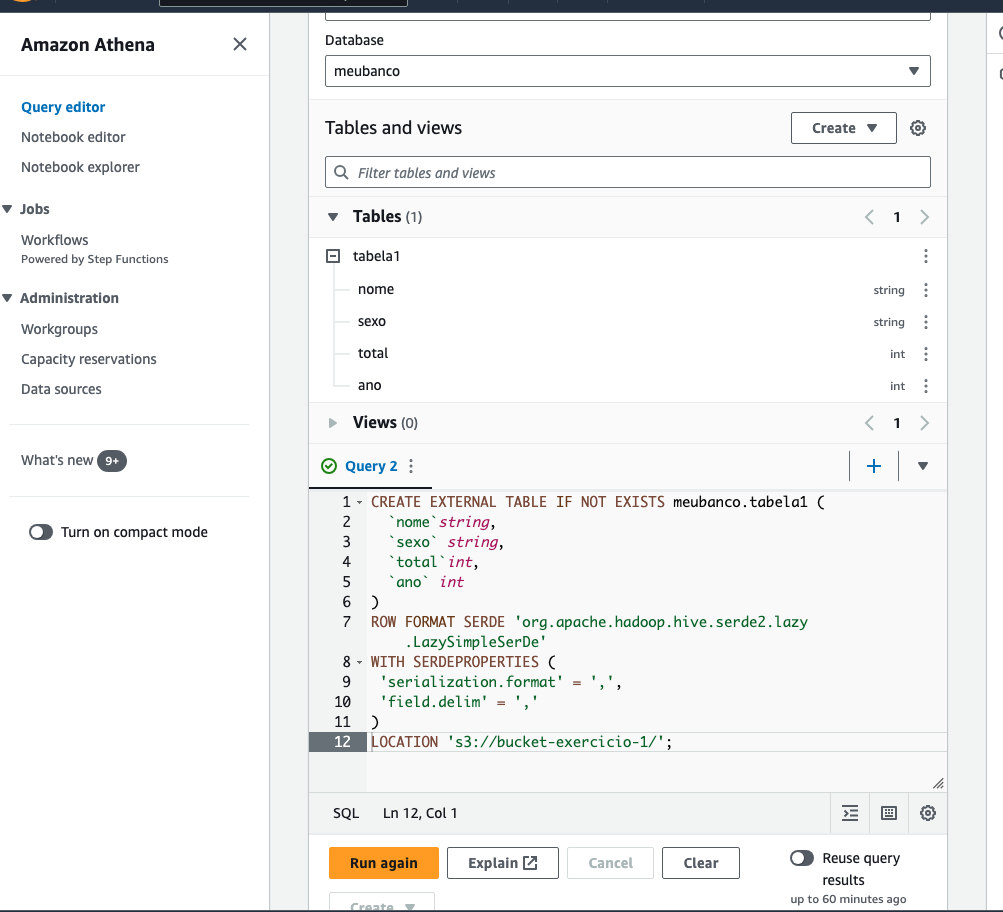 Amazon Athena
Query editor
Notebook editor
Notebook explorer
Jobs
Workflows
Powered by Step Functions
Administration
Workgroups
Capacity reservations
Data sources
What's new 9+
Turn on compact mode
Database
meubanco
Tables and views
Create
Filter tables and views
Tables (1)
1
tabela1
nome string
sexo string
total int
ano int
Views (0)
1
Query 2
1 CREATE EXTERNAL TABLE IF NOT EXISTS meubanco.tabela1 (
2 `nome`string,
3 `sexo` string,
4 `total`int,
5 `ano` int
6 )
7 ROW FORMAT SERDE 'org.apache.hadoop.hive.serde2.lazy
.LazySimpleSerDe'
8 WITH SERDEPROPERTIES (
9 'serialization.format' = ',',
10 'field.delim' = ','
11 )
12 LOCATION 's3://bucket-exercicio-1/';
SQL Ln 12, Col 1
Run again
Explain
Cancel
Clear
Reuse query
results
up to 60 minutes ago
Create